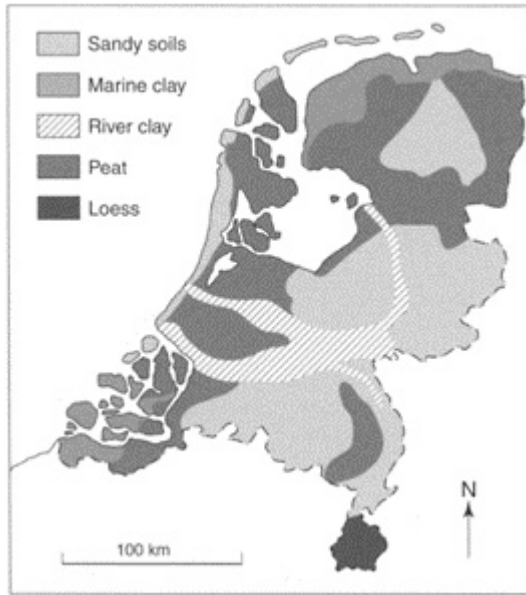 Sandy soils
Marine clay
River clay
Peat
Loess
N
100 km